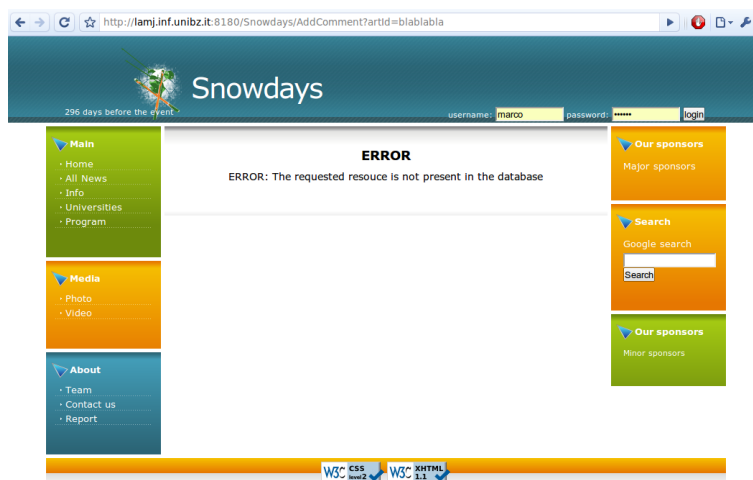 http://lamj.inf.unibz.it:8180/Snowdays/AddComment?artId=blablabla
Snowdays
296 days before the event
username: marco password: •••••• login
Main
· Home
· All News
· Info
· Universities
· Program
Media
· Photo
· Video
About
· Team
· Contact us
· Report
ERROR
ERROR: The requested resouce is not present in the database
Our sponsors
Major sponsors
Search
Google search
Search
Our sponsors
Minor sponsors
W3C CSS level 2
W3C XHTML 1.1